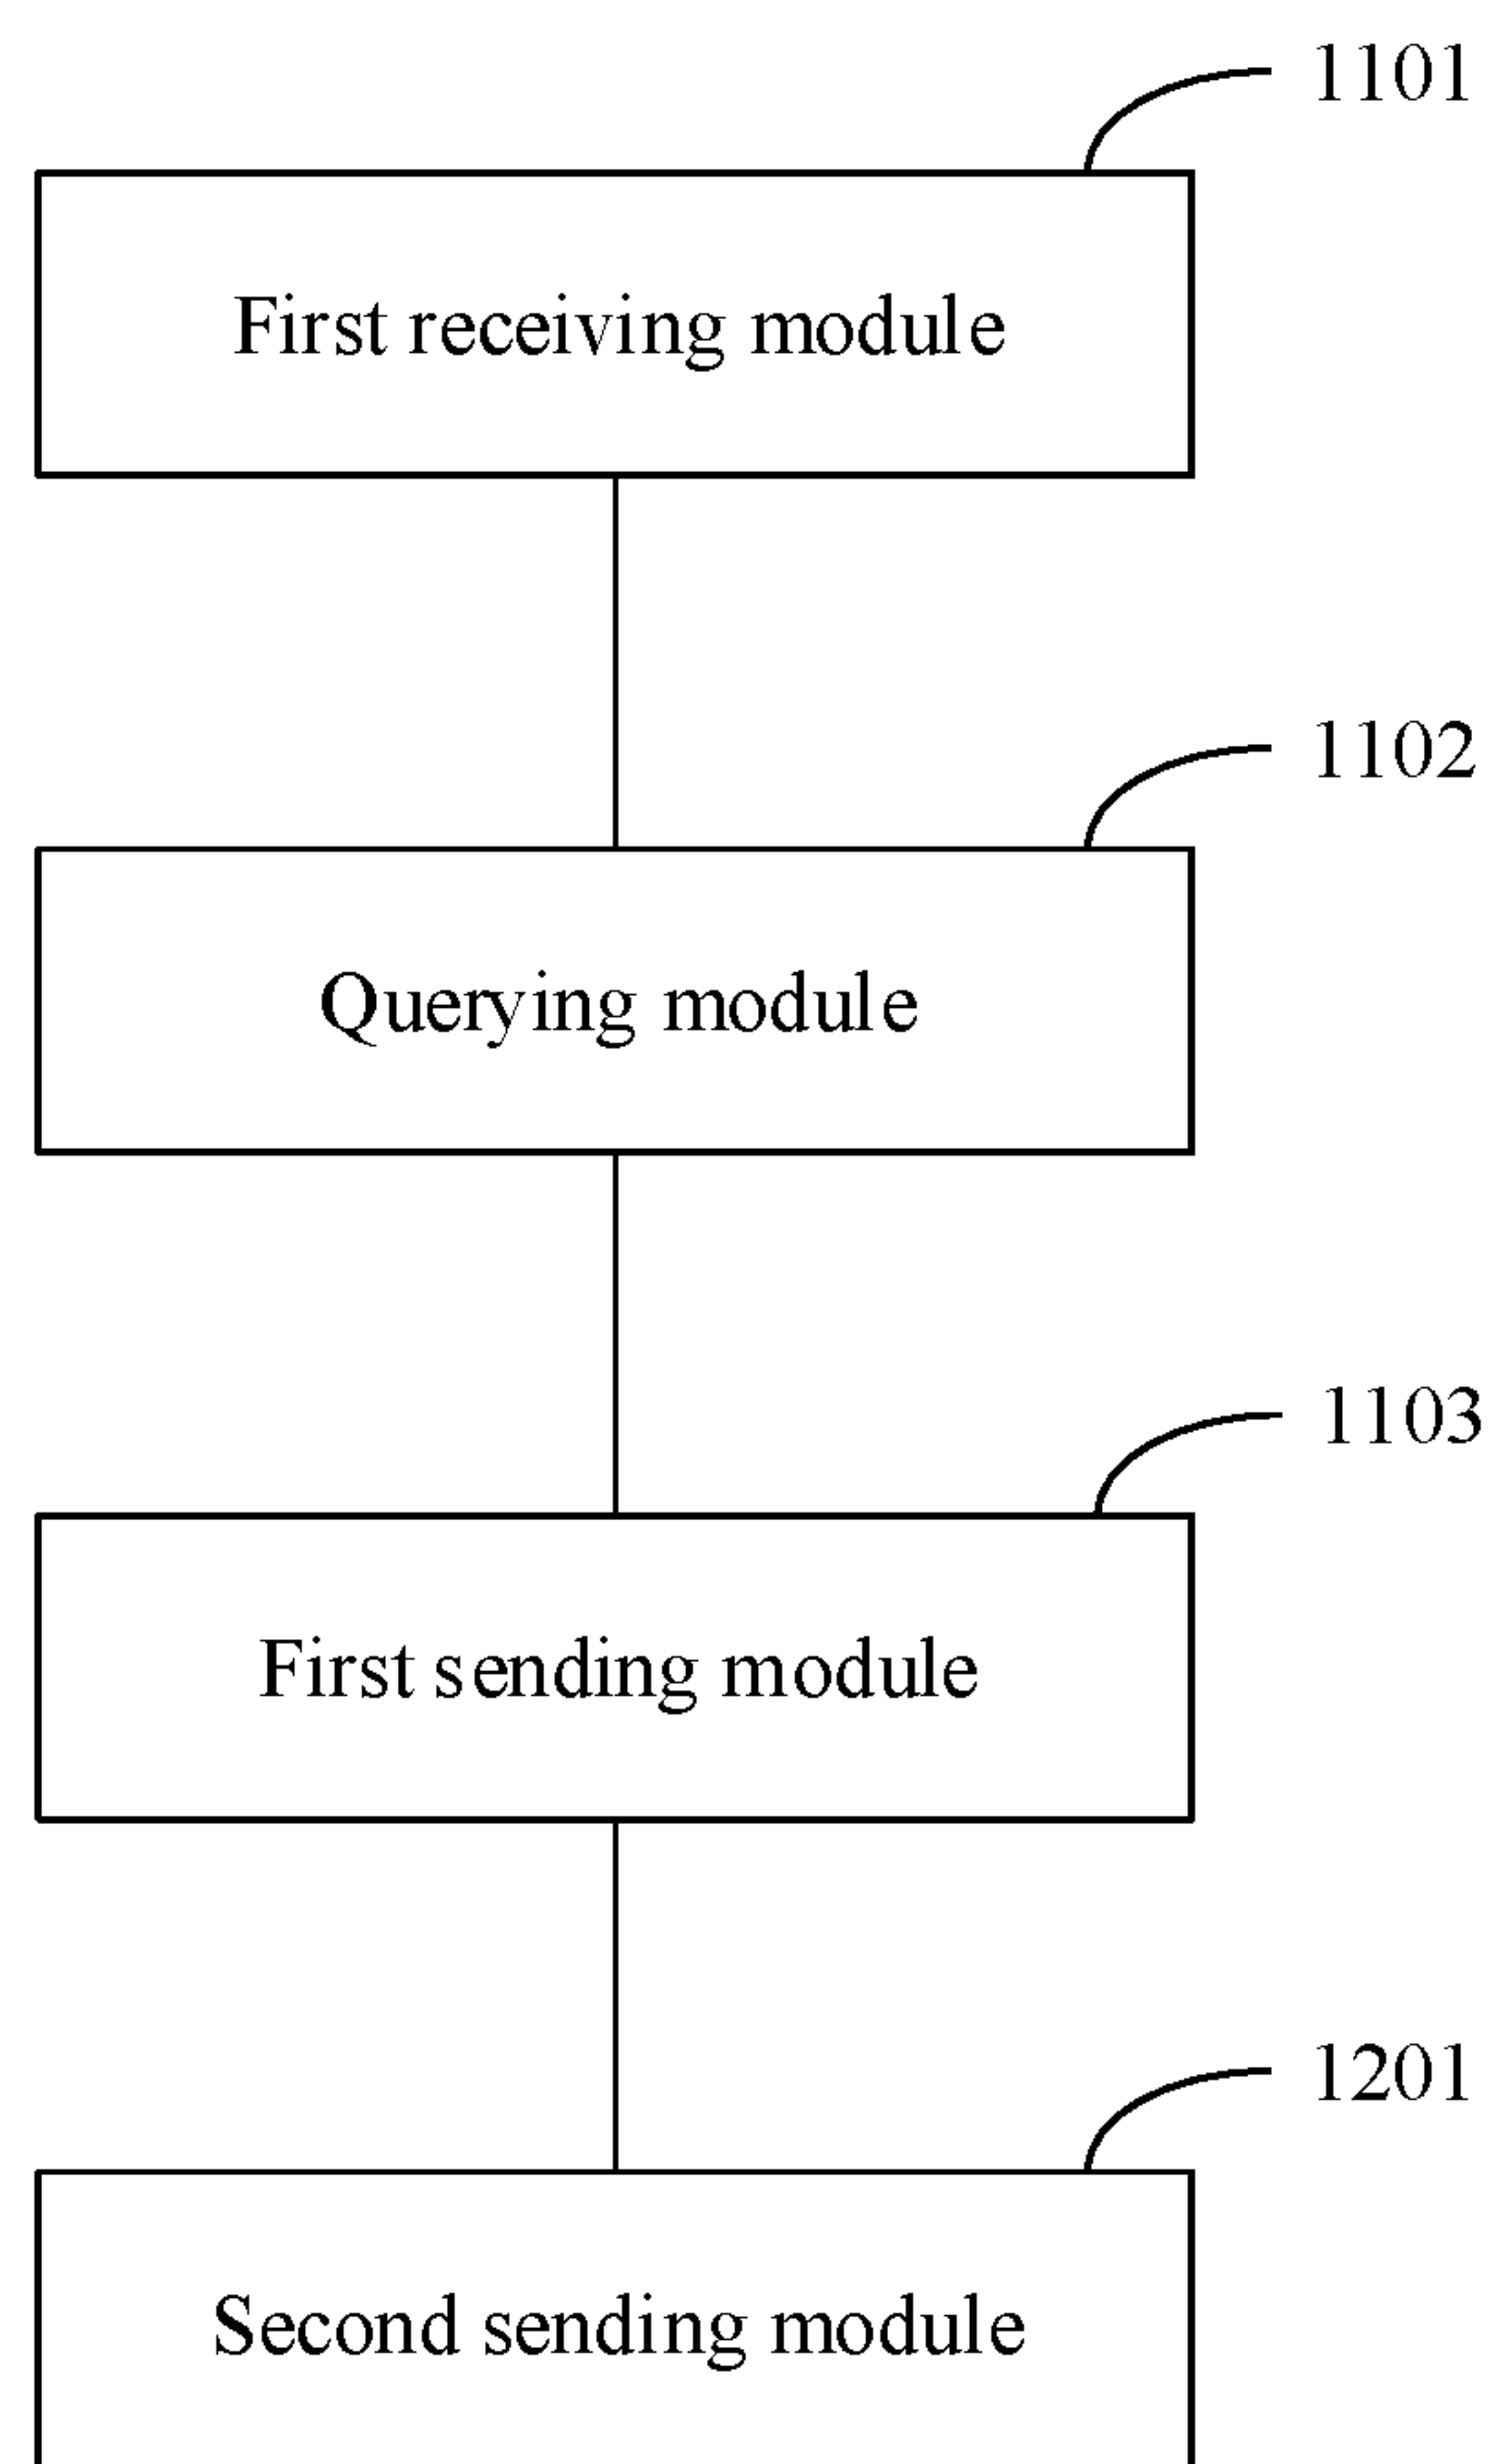 1101
First receiving module
1102
Querying module
1103
First sending module
1201
Second sending module